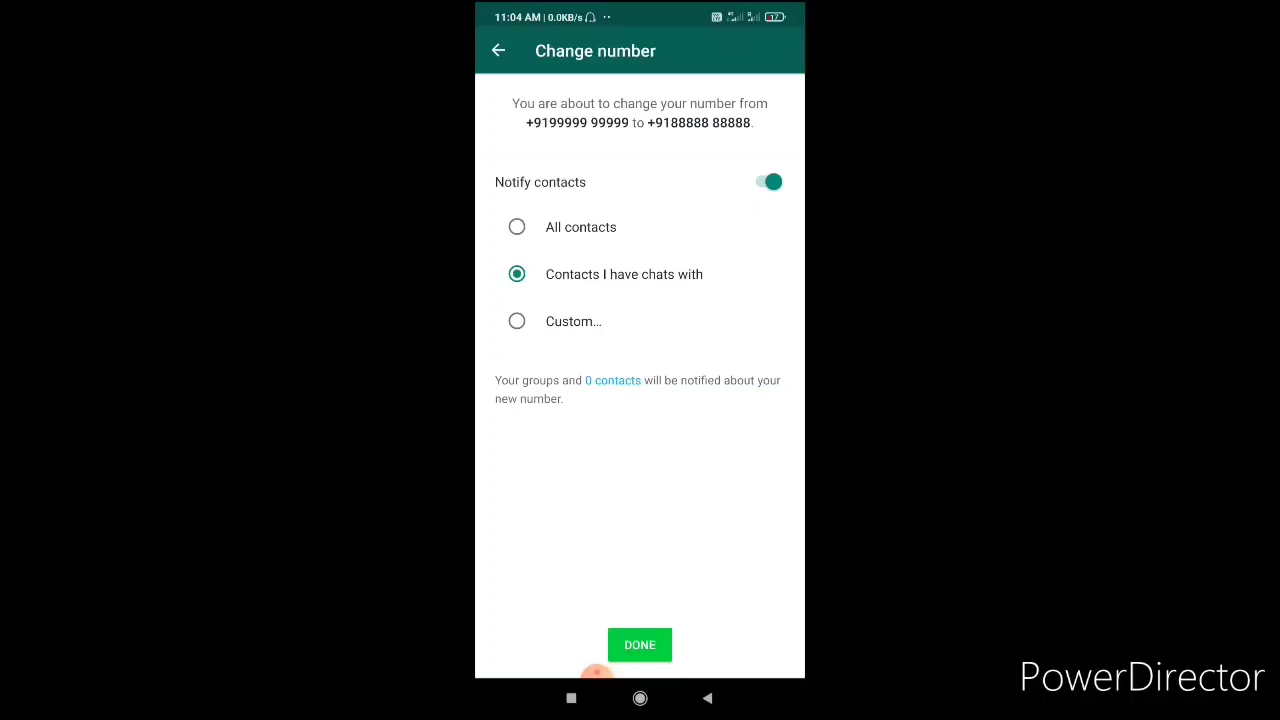 11:04 AM | 0.0KB/s
17
Change number
You are about to change your number from
+9199999 99999 to +9188888 88888.
Notify contacts
All contacts
Contacts I have chats with
Custom...
Your groups and 0 contacts will be notified about your
new number.
DONE
PowerDirector